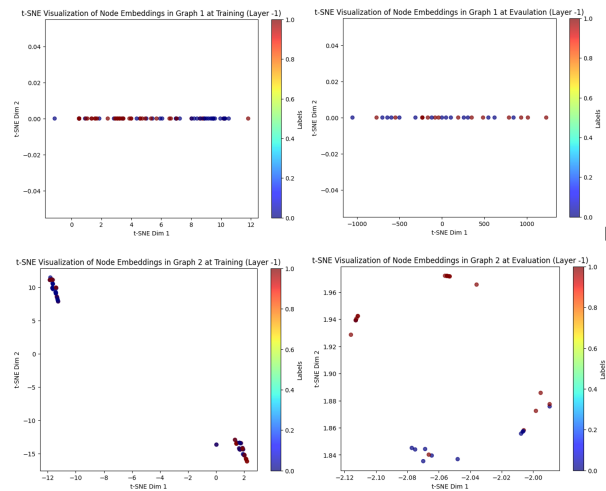 t-SNE Visualization of Node Embeddings in Graph 1 at Training (Layer -1)
0.04
0.02
0.00
−0.02
−0.04
t-SNE Dim 2
−2 0 2 4 6 8 10 12
t-SNE Dim 1
1.0
0.8
0.6
0.4
0.2
0.0
Labels
t-SNE Visualization of Node Embeddings in Graph 1 at Evaulation (Layer -1)
0.04
0.02
0.00
−0.02
−0.04
t-SNE Dim 2
−1000 −500 0 500 1000
t-SNE Dim 1
1.0
0.8
0.6
0.4
0.2
0.0
Labels
t-SNE Visualization of Node Embeddings in Graph 2 at Training (Layer -1)
10
5
0
−5
−10
−15
t-SNE Dim 2
−12 −10 −8 −6 −4 −2 0 2
t-SNE Dim 1
1.0
0.8
0.6
0.4
0.2
0.0
Labels
t-SNE Visualization of Node Embeddings in Graph 2 at Evaluation (Layer -1)
1.96
1.94
1.92
1.90
1.88
1.86
1.84
t-SNE Dim 2
−2.12 −2.10 −2.08 −2.06 −2.04 −2.02 −2.00
t-SNE Dim 1
1.0
0.8
0.6
0.4
0.2
0.0
Labels